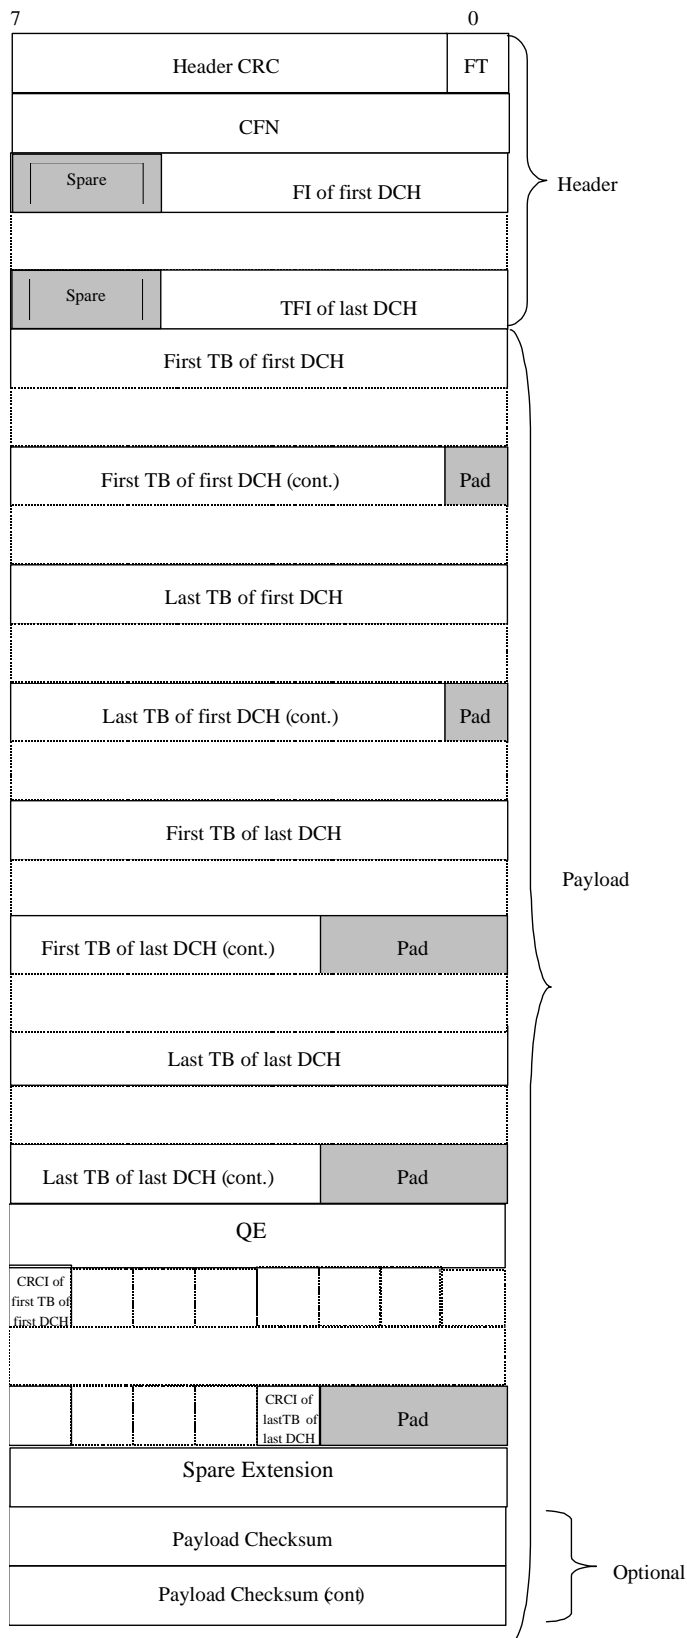 7 0
Header CRC FT
CFN
Spare FI of first DCH
Header
Spare TFI of last DCH
First TB of first DCH
First TB of first DCH (cont.) Pad
Last TB of first DCH
Last TB of first DCH (cont.) Pad
First TB of last DCH
Payload
First TB of last DCH (cont.) Pad
Last TB of last DCH
Last TB of last DCH (cont.) Pad
QE
CRCI of
first TB of
first DCH
CRCI of
lastTB of
last DCH
Pad
Spare Extension
Payload Checksum
Optional
Payload Checksum (cont)